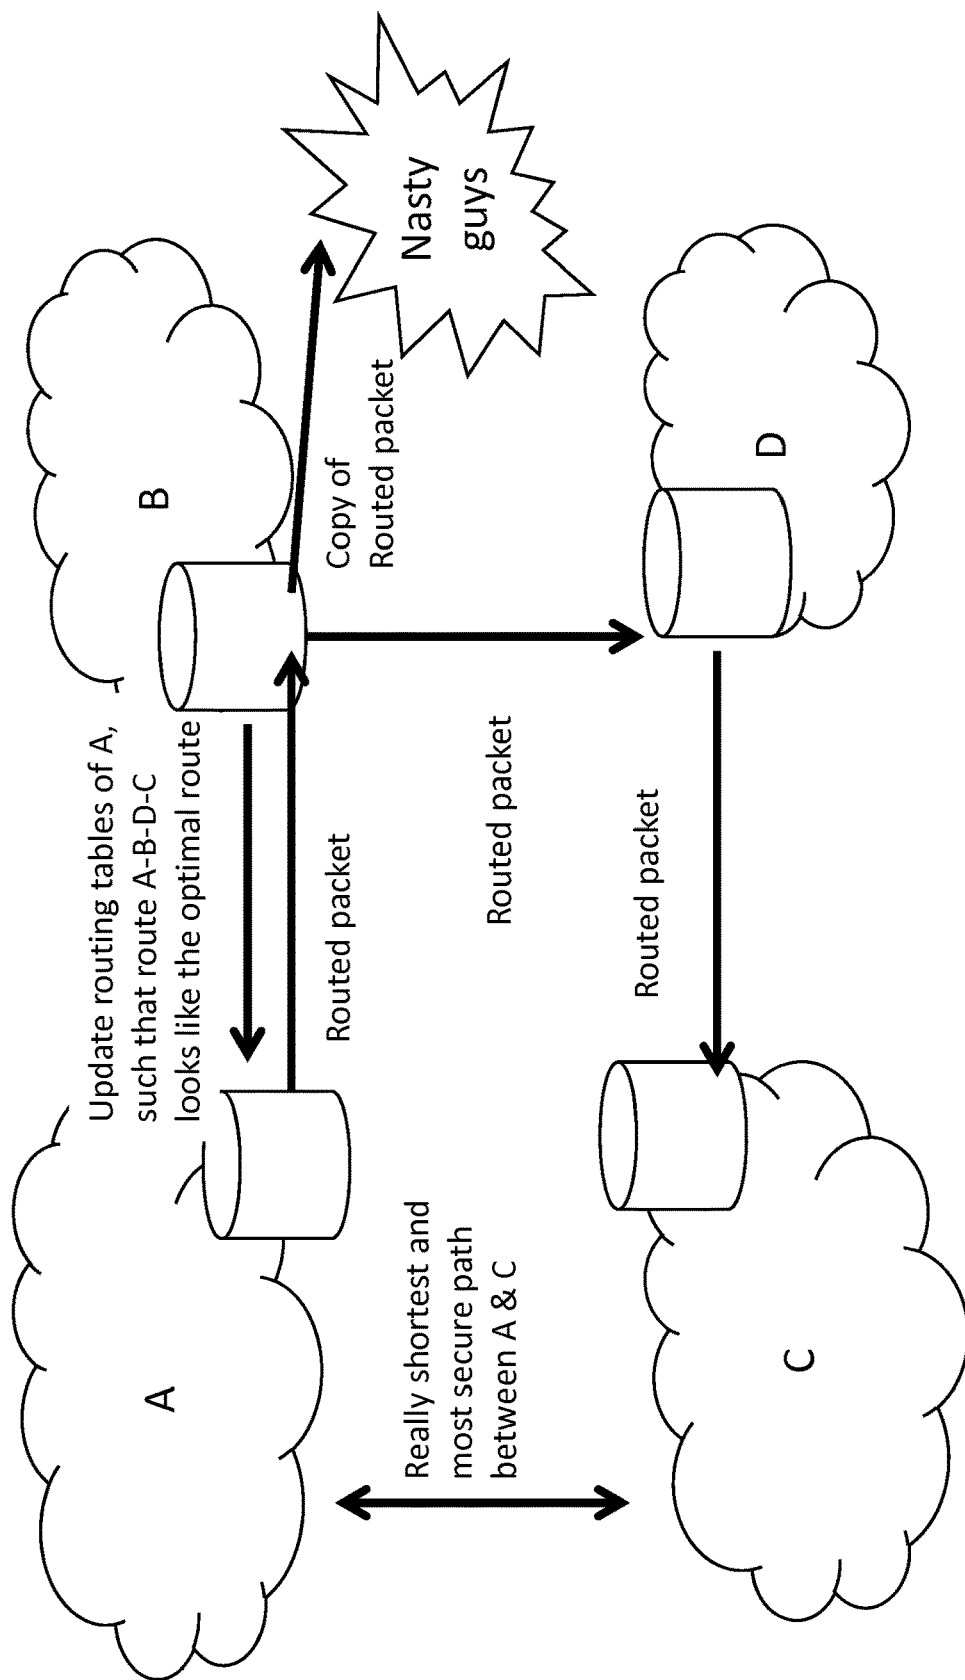 A
Update routing tables of A,
such that route A-B-D-C
looks like the optimal route
B
Routed packet
Copy of
Routed packet
Nasty
guys
Really shortest and
most secure path
between A & C
Routed packet
Routed packet
C
D